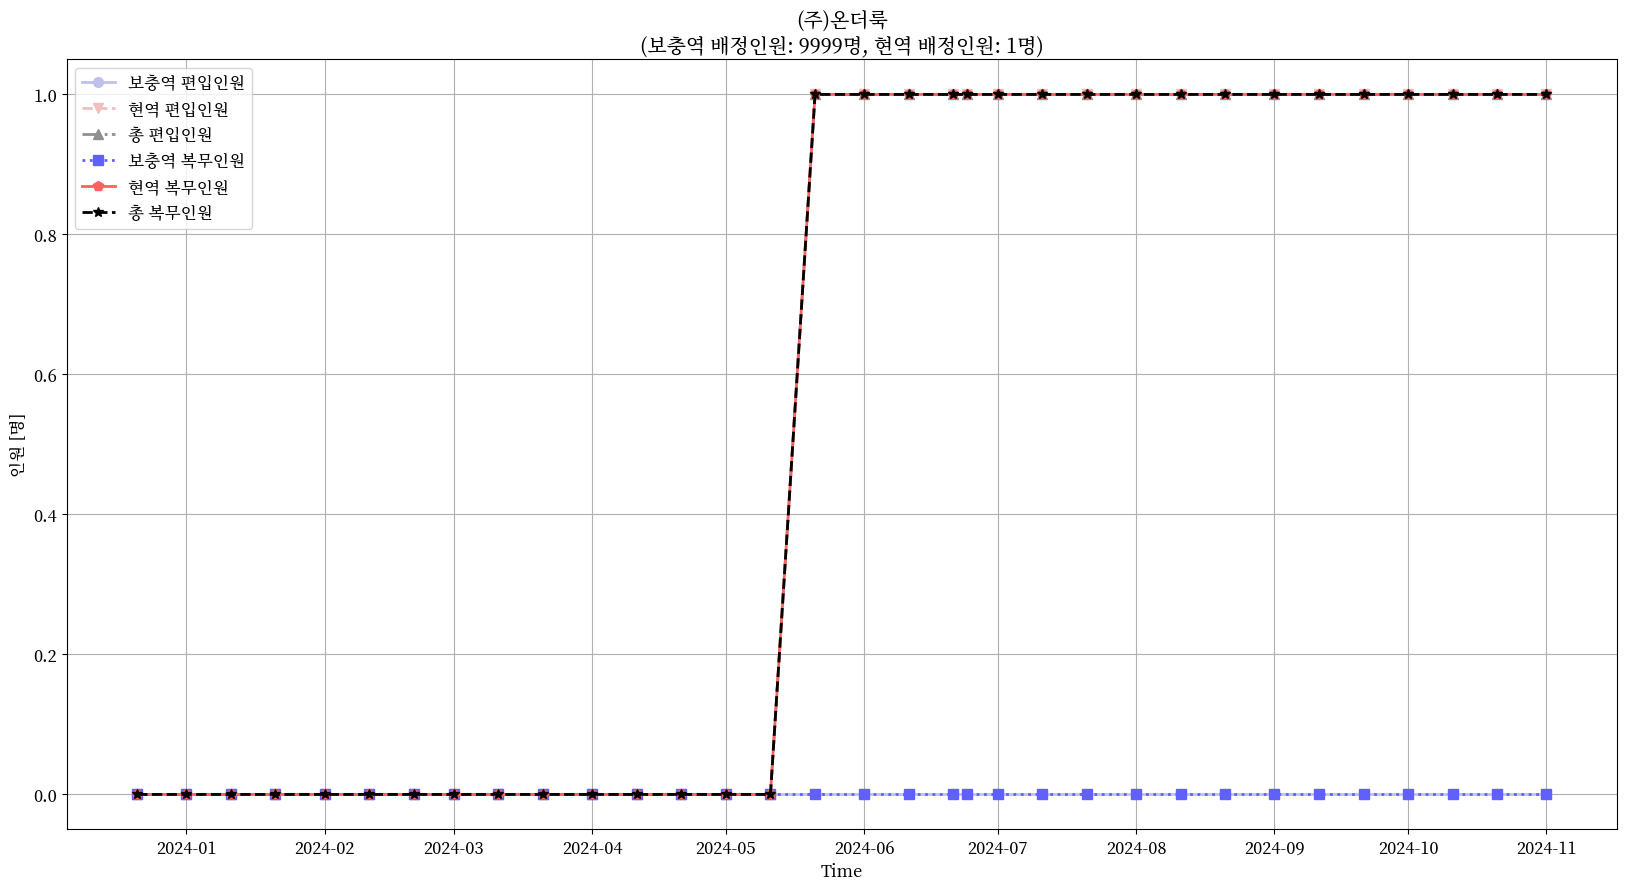 (주)온더룩
(보충역 배정인원: 9999명, 현역 배정인원: 1명)
보충역 편입인원
현역 편입인원
총 편입인원
보충역 복무인원
현역 복무인원
총 복무인원
인원 [명]
1.0
0.8
0.6
0.4
0.2
0.0
2024-01 2024-02 2024-03 2024-04 2024-05 2024-06 2024-07 2024-08 2024-09 2024-10 2024-11
Time